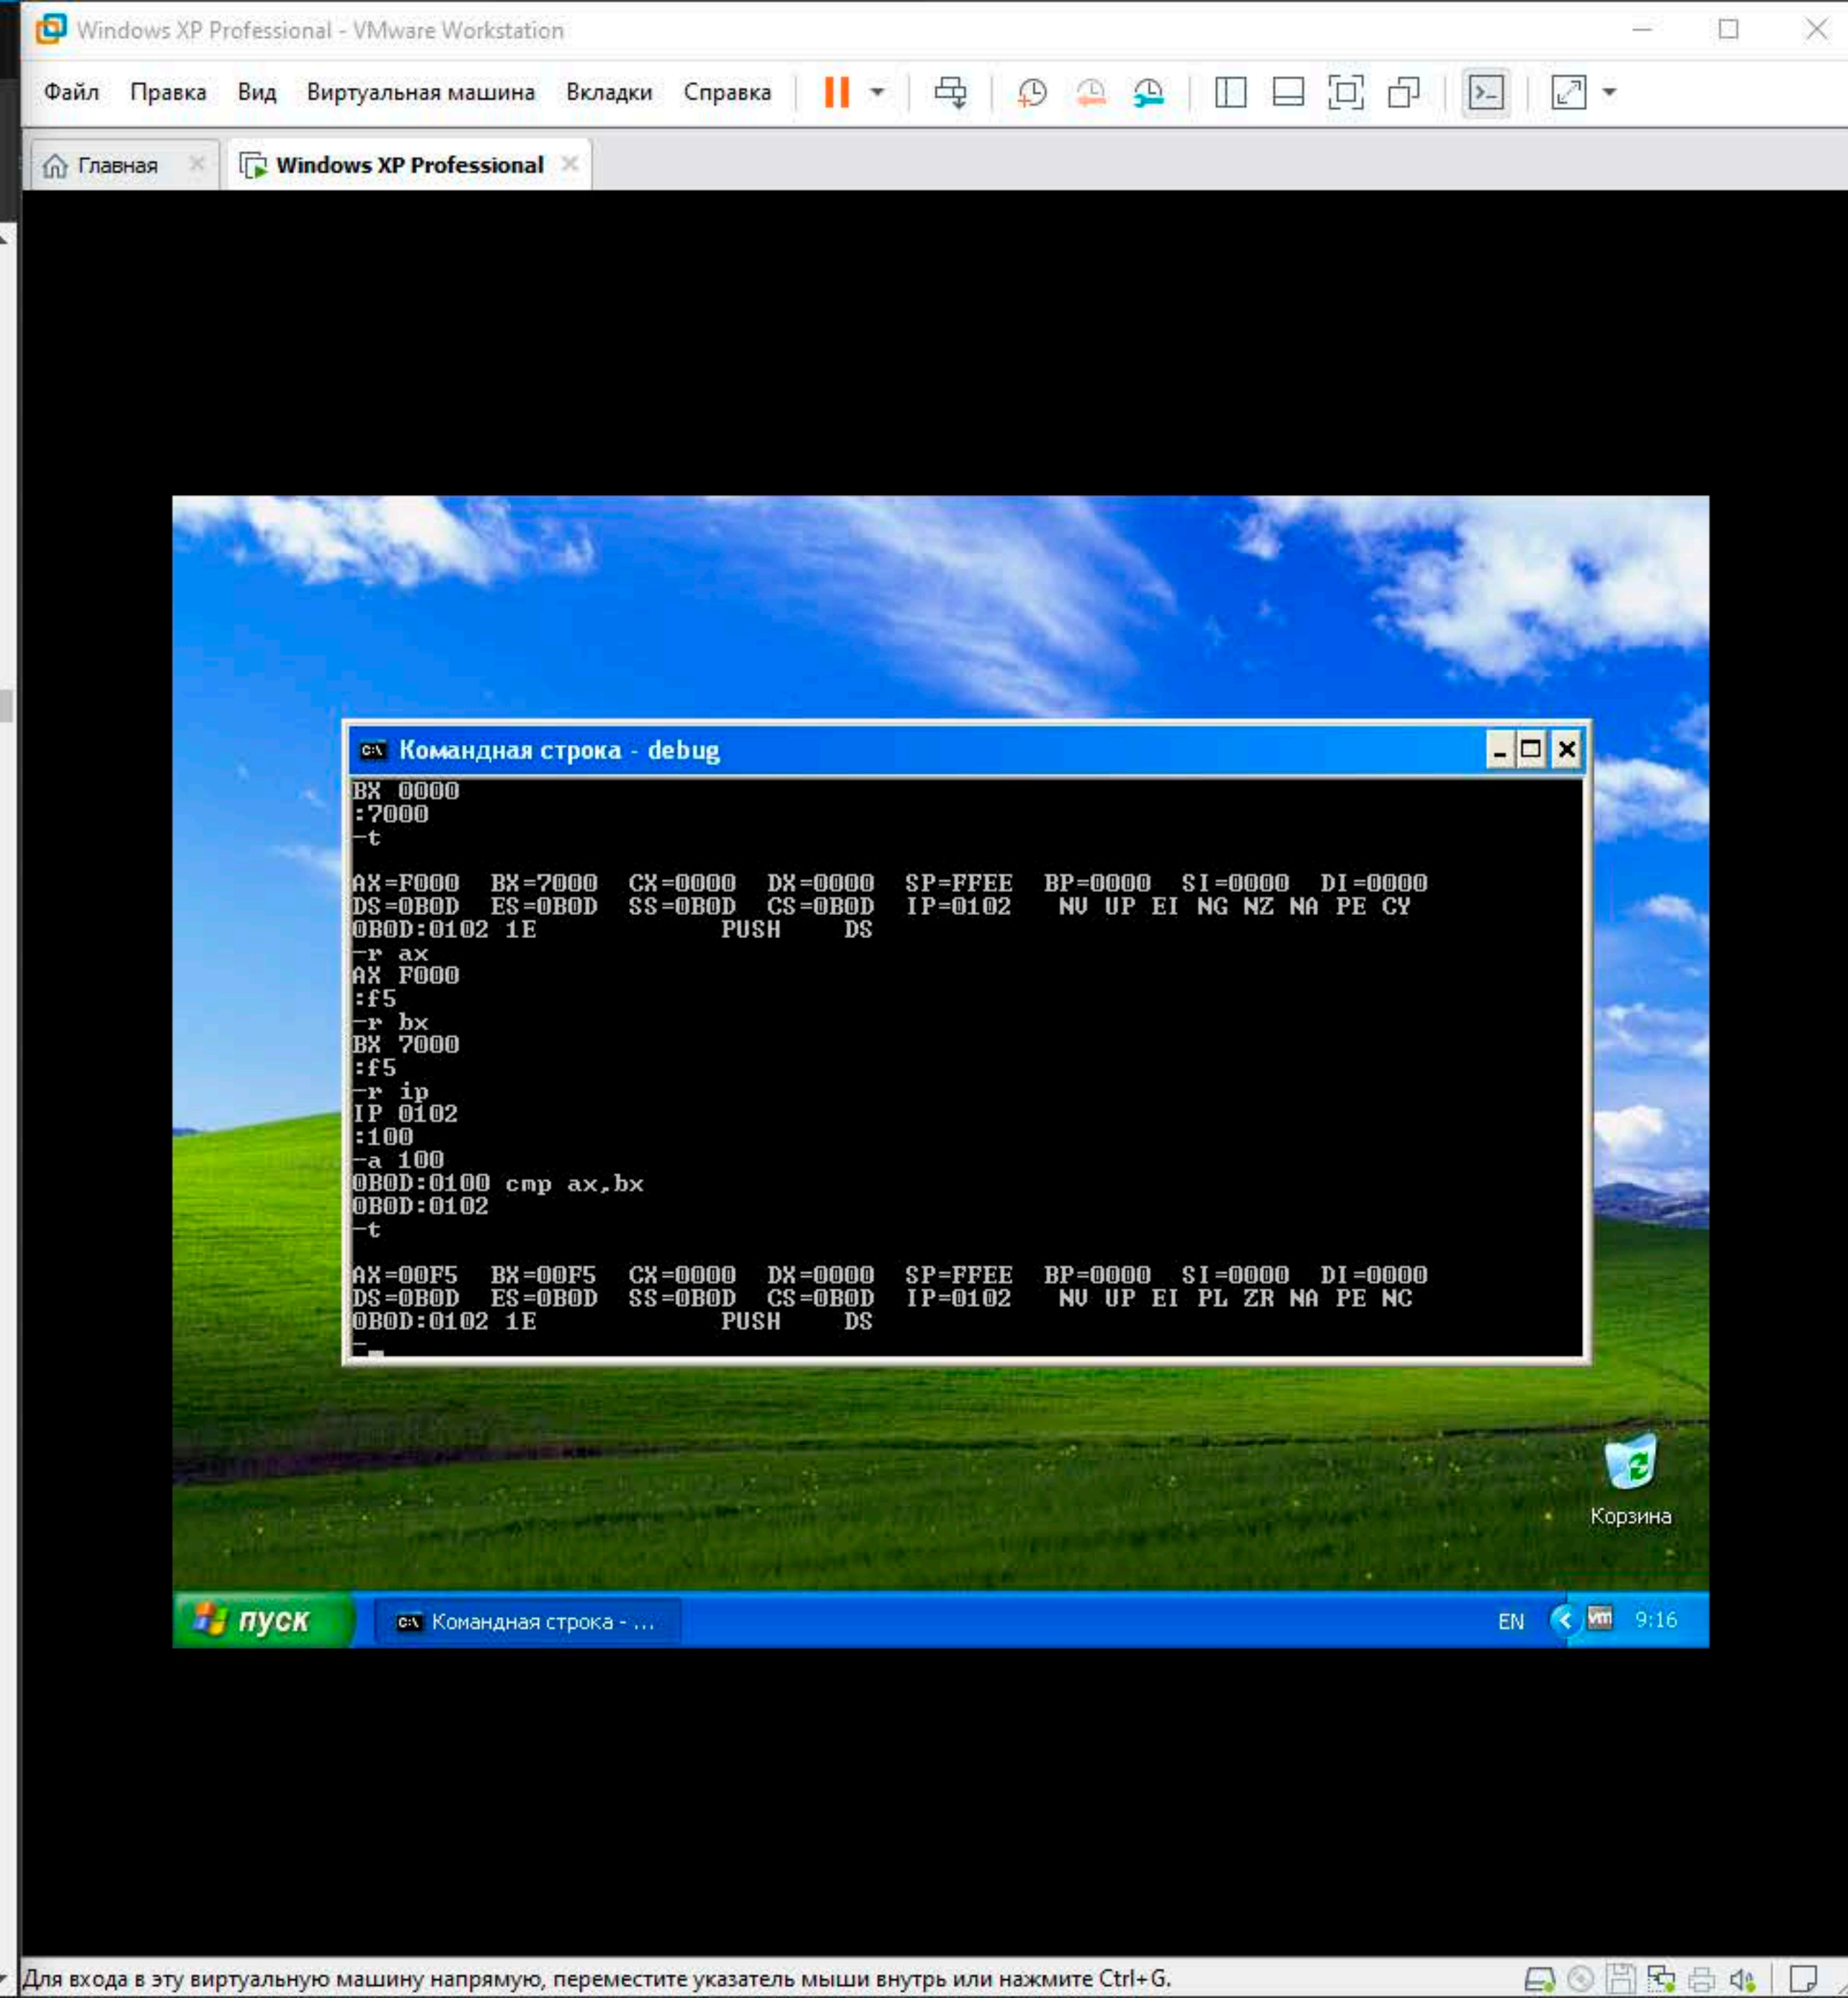 Windows XP Professional - VMware Workstation
Файл Правка Вид Виртуальная машина Вкладки Справка
Главная Windows XP Professional
Командная строка - debug
BX 0000
:7000
-t
AX=F000 BX=7000 CX=0000 DX=0000 SP=FFEE BP=0000 SI=0000 DI=0000
DS=0B0D ES=0B0D SS=0B0D CS=0B0D IP=0102 NV UP EI NG NZ NA PE CY
0B0D:0102 1E PUSH DS
-r ax
AX F000
:f5
-r bx
BX 7000
:f5
-r ip
IP 0102
:100
-a 100
0B0D:0100 cmp ax,bx
0B0D:0102
-t
AX=00F5 BX=00F5 CX=0000 DX=0000 SP=FFEE BP=0000 SI=0000 DI=0000
DS=0B0D ES=0B0D SS=0B0D CS=0B0D IP=0102 NV UP EI PL ZR NA PE NC
0B0D:0102 1E PUSH DS
-
Корзина
пуск Командная строка - ... EN vm 9:16
Для входа в эту виртуальную машину напрямую, переместите указатель мыши внутрь или нажмите Ctrl+G.